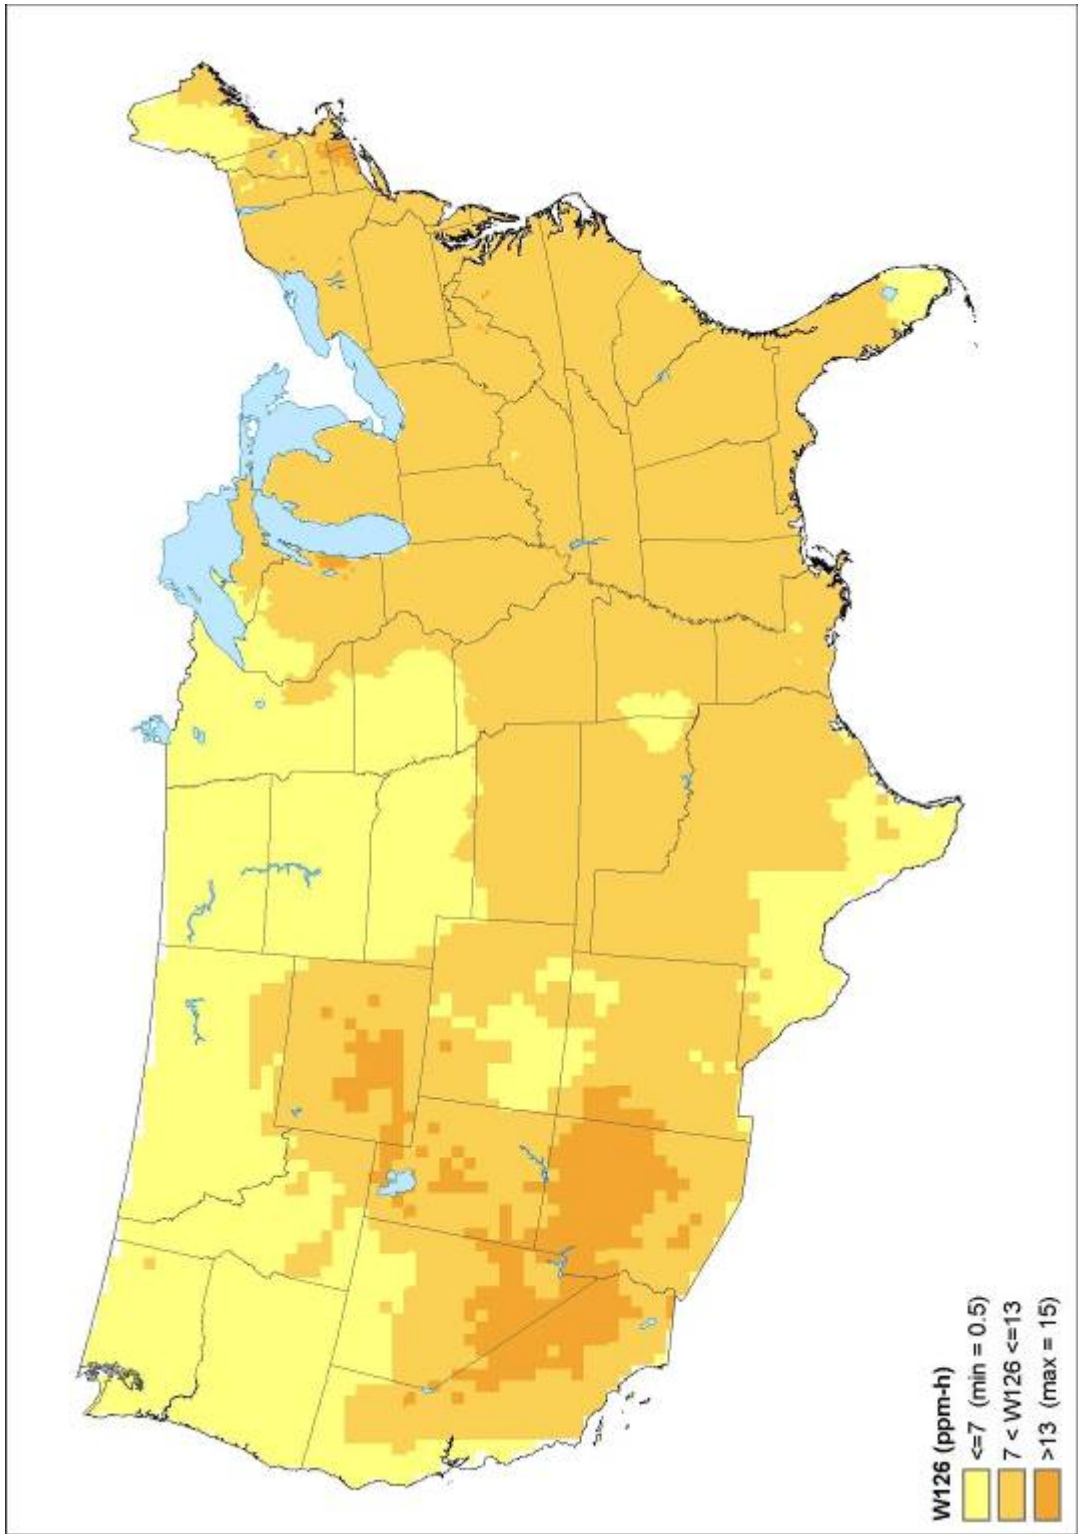 W126 (ppm-h)
<=7 (min = 0.5)
7 < W126 <=13
>13 (max = 15)